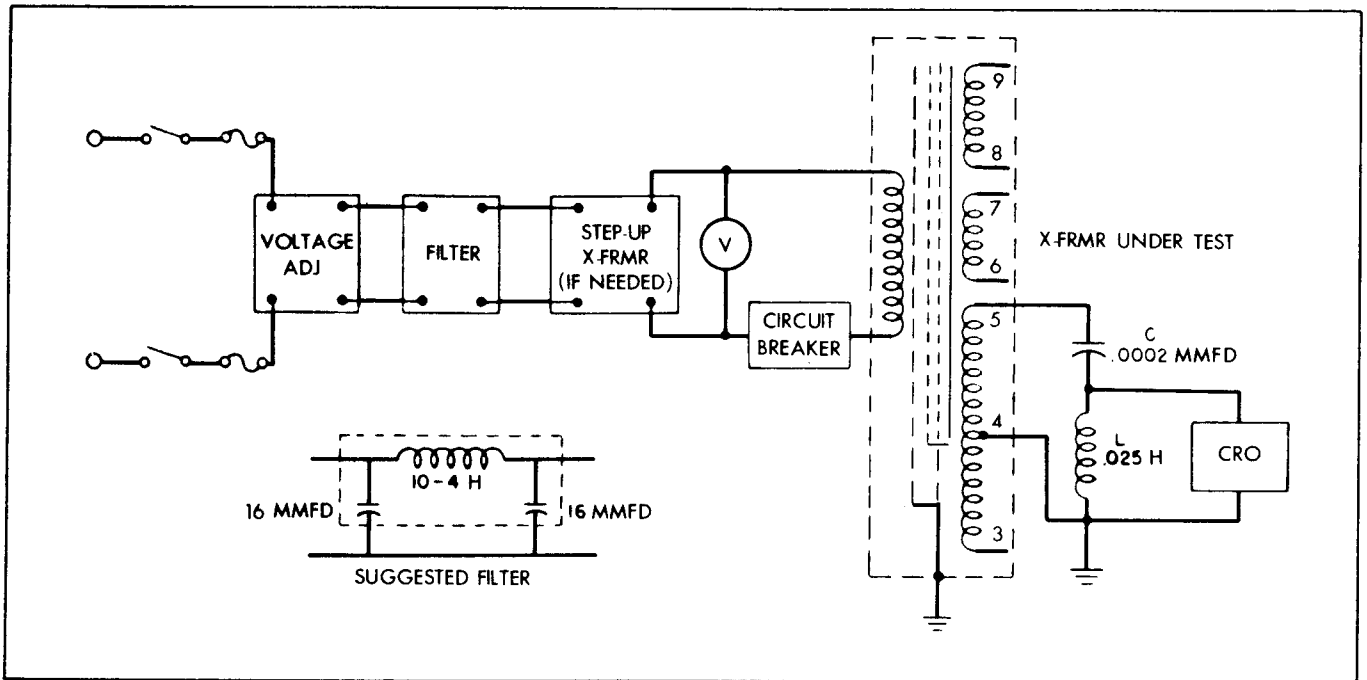 VOLTAGE
ADJ
FILTER
STEP-UP
X-FRMR
(IF NEEDED)
V
CIRCUIT
BREAKER
9
8
7
6
5
4
3
X-FRMR UNDER TEST
C
.0002 MMFD
L
.025 H
CRO
10-4 H
16 MMFD
16 MMFD
SUGGESTED FILTER